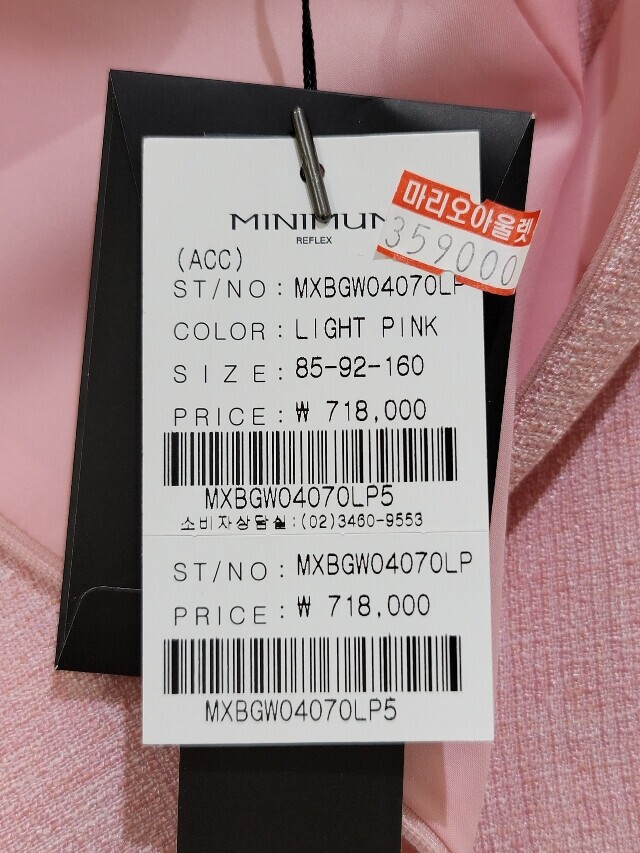 MINIMUM
REFLEX
마리오아울렛
359000
(ACC)
ST/NO : MXBGW04070LP
COLOR : LIGHT PINK
SIZE : 85-92-160
PRICE : ₩ 718,000
MXBGW04070LP5
소비자상담실:(02)3460-9553
ST/NO : MXBGW04070LP
PRICE : ₩ 718,000
MXBGW04070LP5